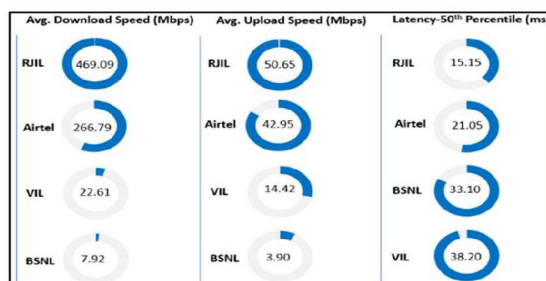 Avg. Download Speed (Mbps)
RJIL
469.09
Airtel
266.79
VIL
22.61
BSNL
7.92
Avg. Upload Speed (Mbps)
RJIL
50.65
Airtel
42.95
VIL
14.42
BSNL
3.90
Latency-50th Percentile (ms
RJIL
15.15
Airtel
21.05
BSNL
33.10
VIL
38.20